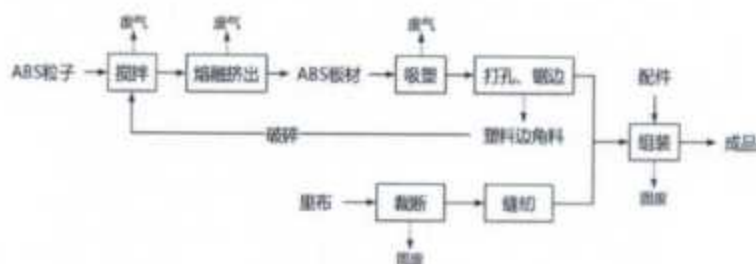 废气 废气 废气
ABS粒子 搅拌 熔融挤出 ABS板材 吸塑 打孔、锯边 配件
破碎 塑料边角料 组装 成品
里布 裁断 缝纫 固废
固废